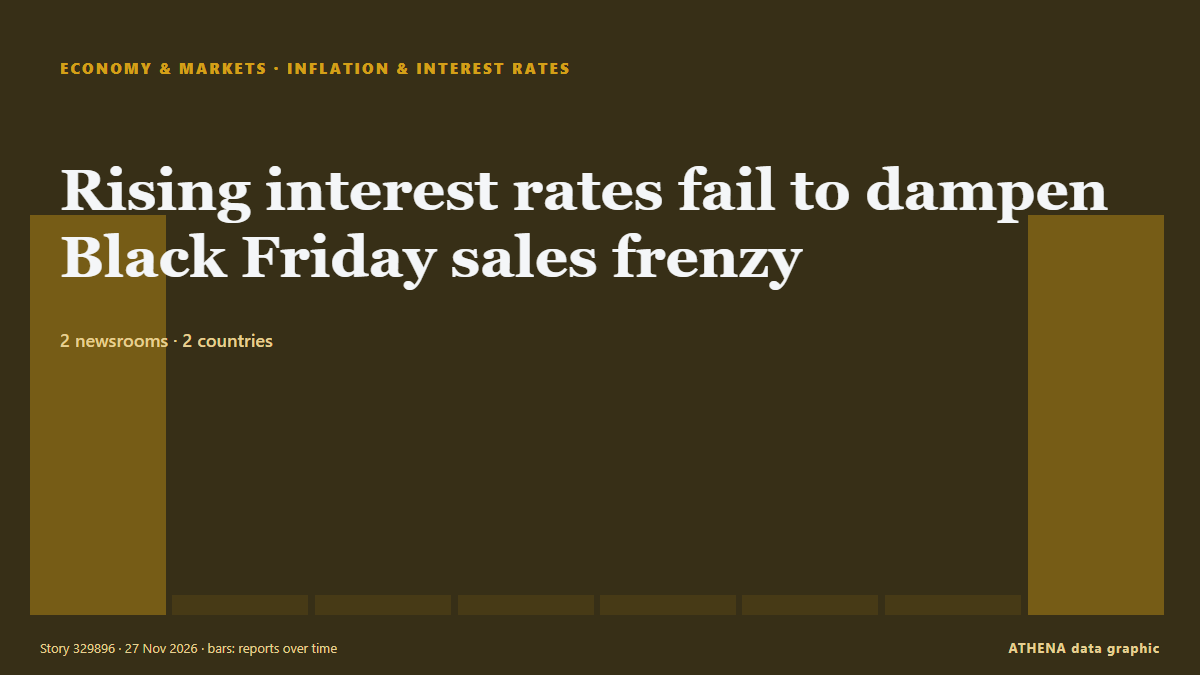 ECONOMY & MARKETS · INFLATION & INTEREST RATES
Rising interest rates fail to dampen
Black Friday sales frenzy
2 newsrooms · 2 countries
Story 329896 · 27 Nov 2026 · bars: reports over time
ATHENA data graphic